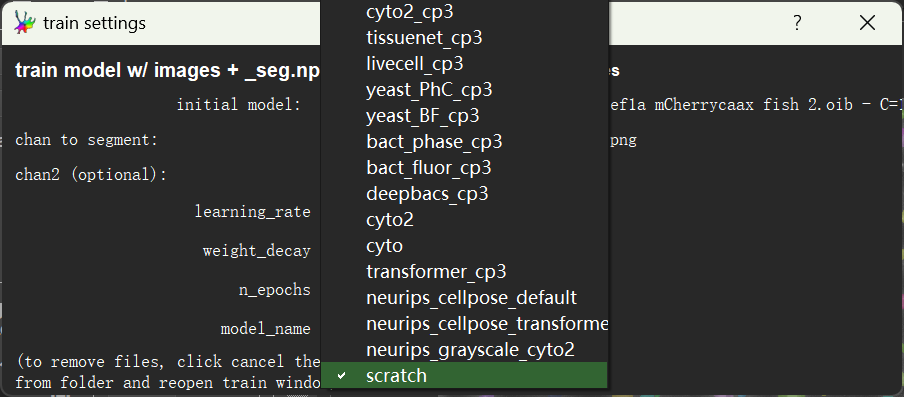 train settings
?
train model w/ images + _seg.np
es
initial model:
efla mCherrycaax fish 2.oib - C=1
chan to segment:
png
chan2 (optional):
learning_rate
weight_decay
n_epochs
model_name
(to remove files, click cancel the
from folder and reopen train windo
cyto2_cp3
tissuenet_cp3
livecell_cp3
yeast_PhC_cp3
yeast_BF_cp3
bact_phase_cp3
bact_fluor_cp3
deepbacs_cp3
cyto2
cyto
transformer_cp3
neurips_cellpose_default
neurips_cellpose_transforme
neurips_grayscale_cyto2
scratch